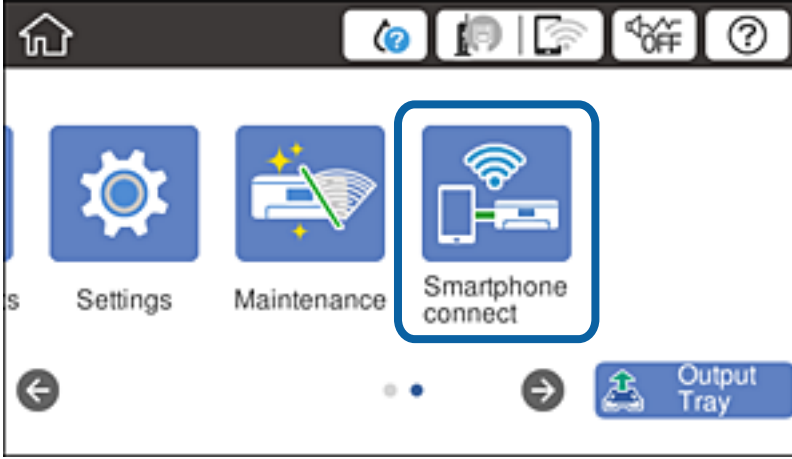 ?
OFF
?
s
Settings
Maintenance
Smartphone
connect
Output
Tray